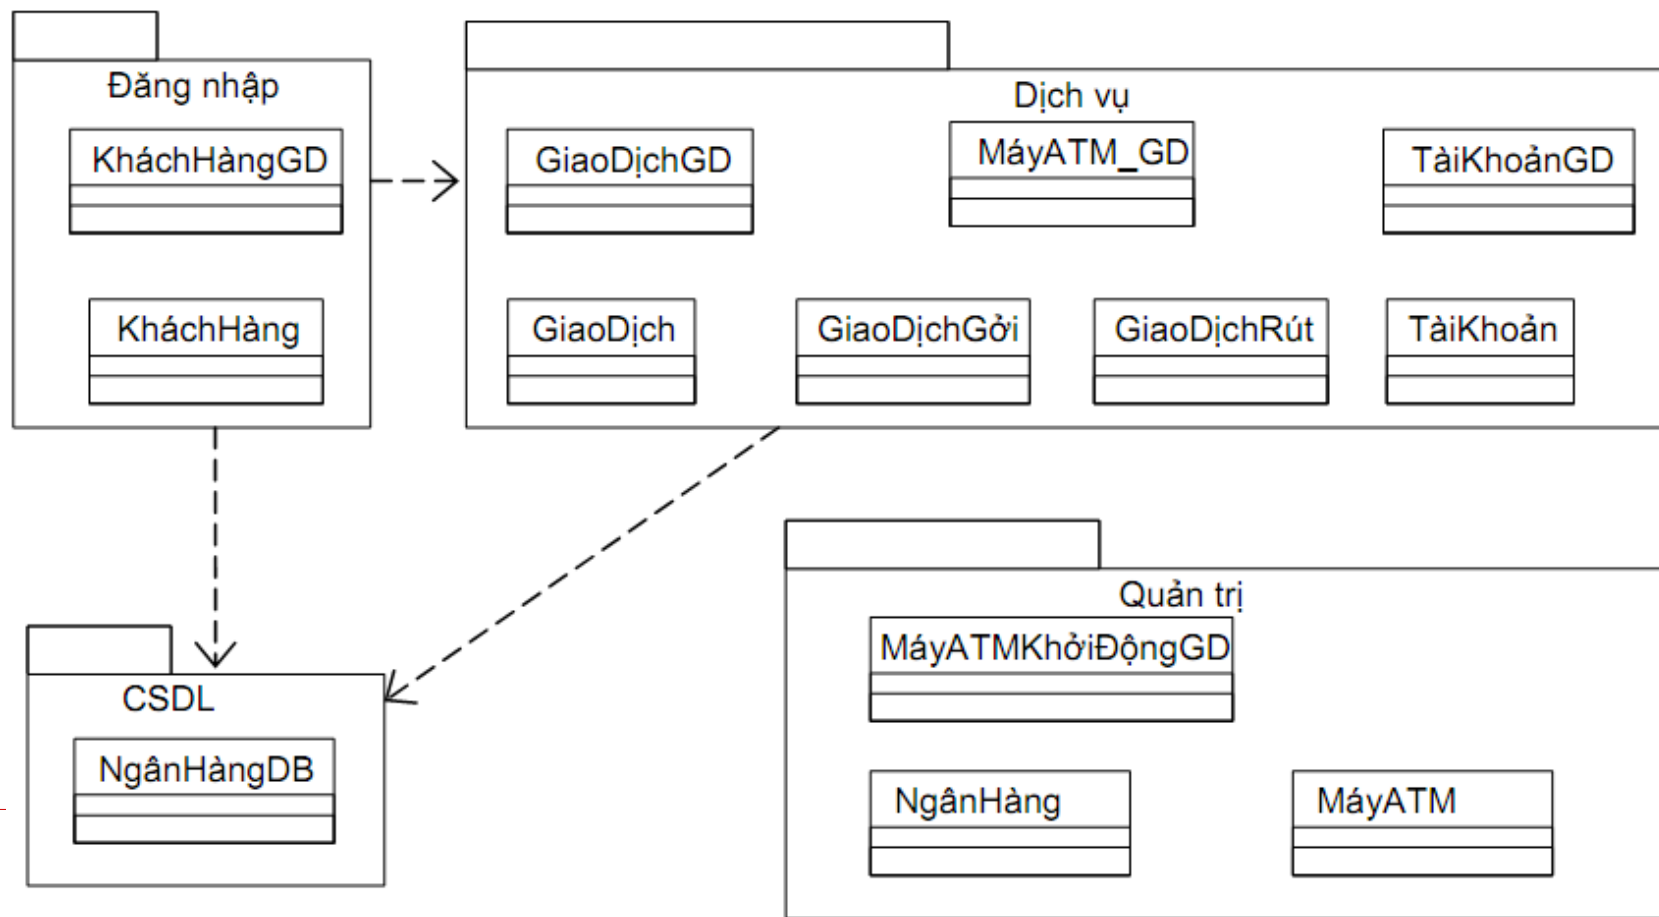 Đăng nhập
KháchHàngGD
KháchHàng
Dịch vụ
GiaoDịchGD
MáyATM_GD
TàiKhoảnGD
GiaoDịch
GiaoDịchGởi
GiaoDịchRút
TàiKhoản
CSDL
NgânHàngDB
Quản trị
MáyATMKhởiĐộngGD
NgânHàng
MáyATM